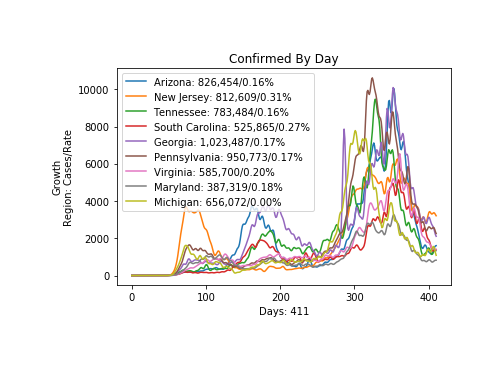 Confirmed By Day
Growth
Region: Cases/Rate
10000
8000
6000
4000
2000
0
Arizona: 826,454/0.16%
New Jersey: 812,609/0.31%
Tennessee: 783,484/0.16%
South Carolina: 525,865/0.27%
Georgia: 1,023,487/0.17%
Pennsylvania: 950,773/0.17%
Virginia: 585,700/0.20%
Maryland: 387,319/0.18%
Michigan: 656,072/0.00%
0 100 200 300 400
Days: 411